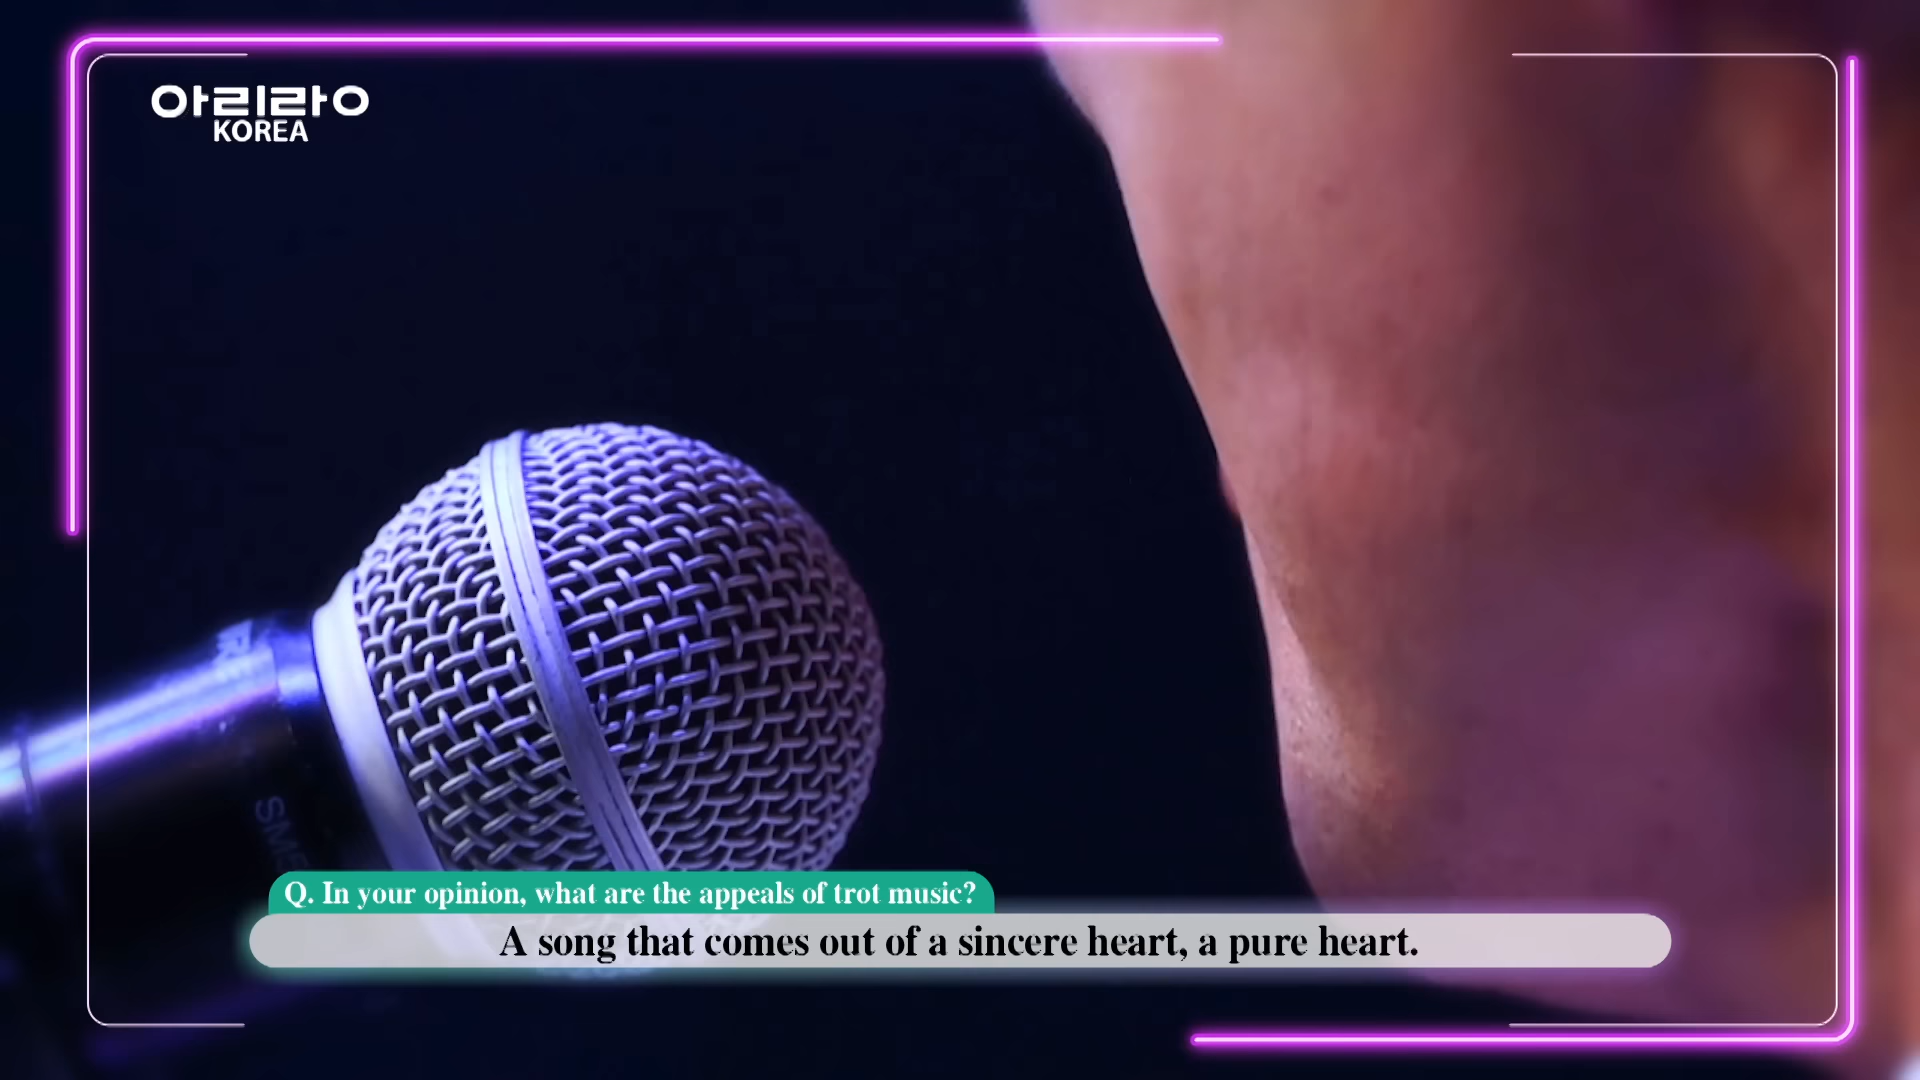 아리랑
KOREA
Q. In your opinion, what are the appeals of trot music?
A song that comes out of a sincere heart, a pure heart.